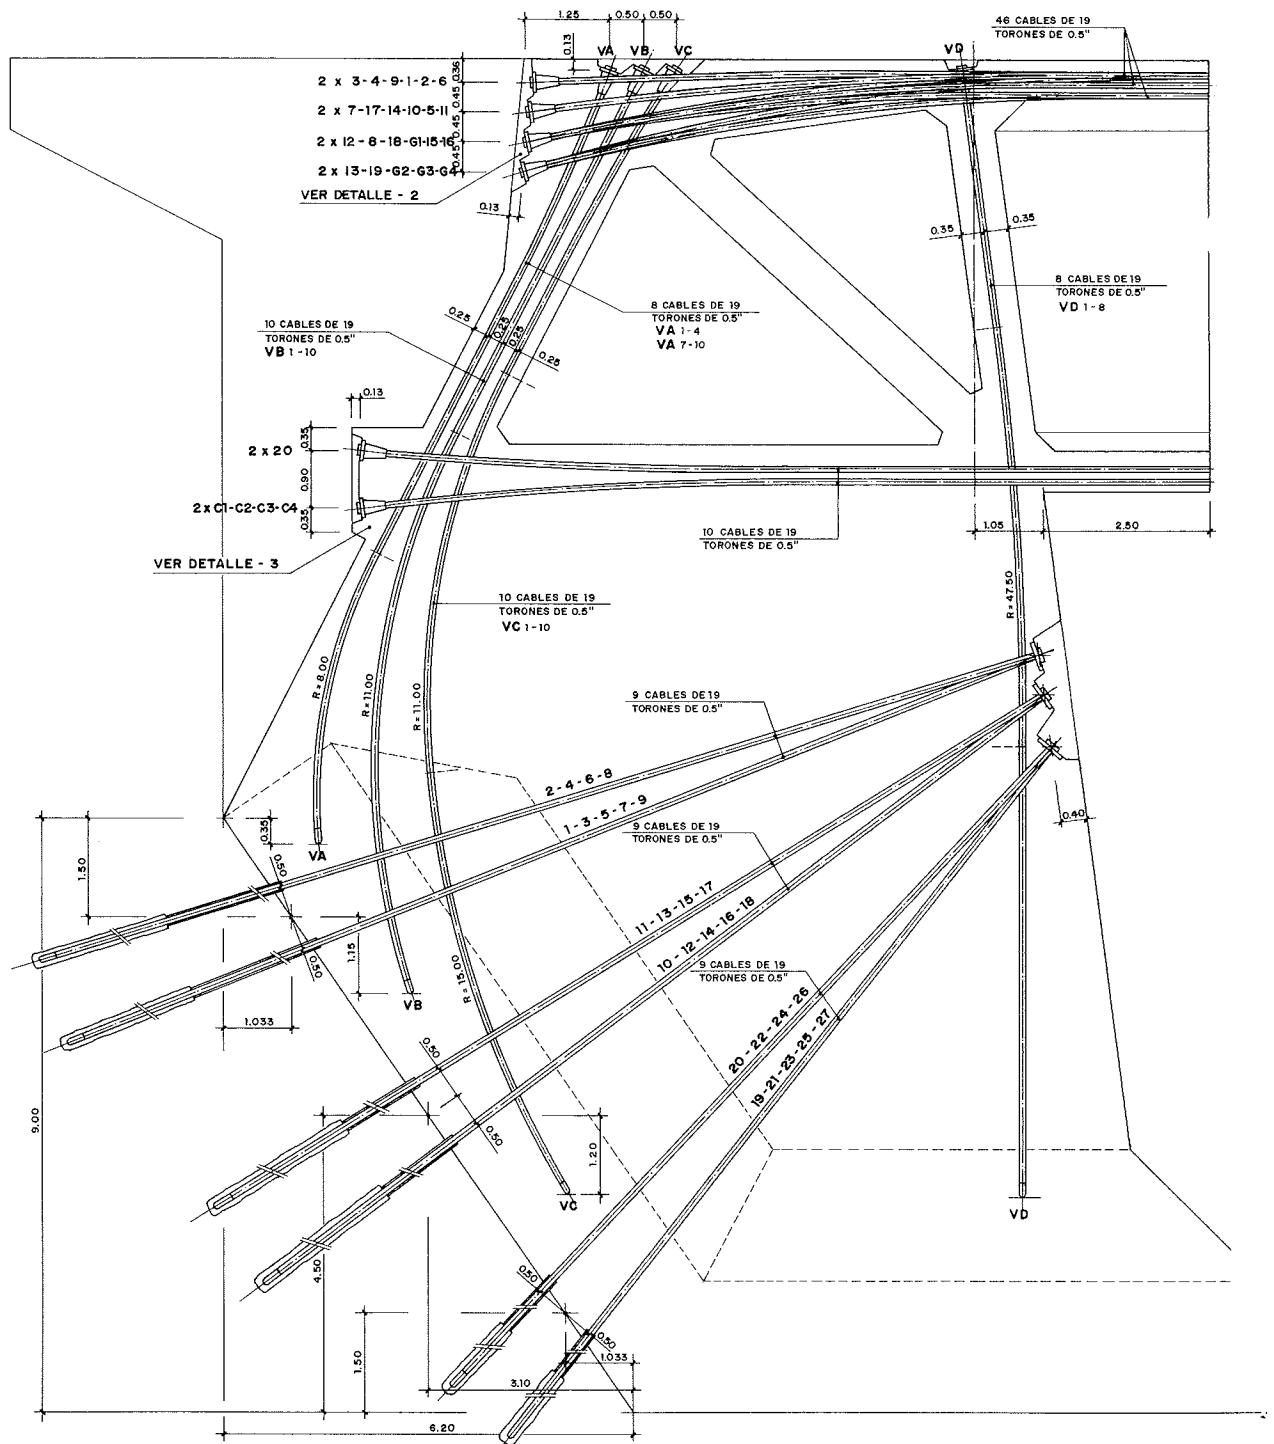 1.25
0.50
0.50
46 CABLES DE 19
TORONES DE 0.5"
0.13
VA
VB
VC
VD
2 x 3-4-9-1-2-6
0.36
2 x 7-17-14-10-5-11
0.45
2 x 12-8-18-G1-15-16
0.45
2 x 13-19-G2-G3-G4
0.45
VER DETALLE - 2
0.13
0.35
0.35
8 CABLES DE 19
TORONES DE 0.5"
VD 1-8
8 CABLES DE 19
TORONES DE 0.5"
VA 1-4
VA 7-10
10 CABLES DE 19
TORONES DE 0.5"
VB 1-10
0.25
0.25
0.25
0.25
0.13
0.35
2 x 20
0.90
2 x C1-C2-C3-C4
0.35
VER DETALLE - 3
10 CABLES DE 19
TORONES DE 0.5"
1.05
2.50
10 CABLES DE 19
TORONES DE 0.5"
VC 1-10
R=47.50
R=8.00
R=11.00
R=11.00
9 CABLES DE 19
TORONES DE 0.5"
2-4-6-8
1-3-5-7-9
9 CABLES DE 19
TORONES DE 0.5"
0.40
0.35
1.50
VA
0.50
11-13-15-17
10-12-14-16-18
9 CABLES DE 19
TORONES DE 0.5"
1.15
0.50
R=15.00
VB
1.033
20-22-24-26
19-21-23-25-27
0.50
0.50
9.00
1.20
VC
VD
4.50
0.50
1.50
0.50
1.033
3.10
6.20